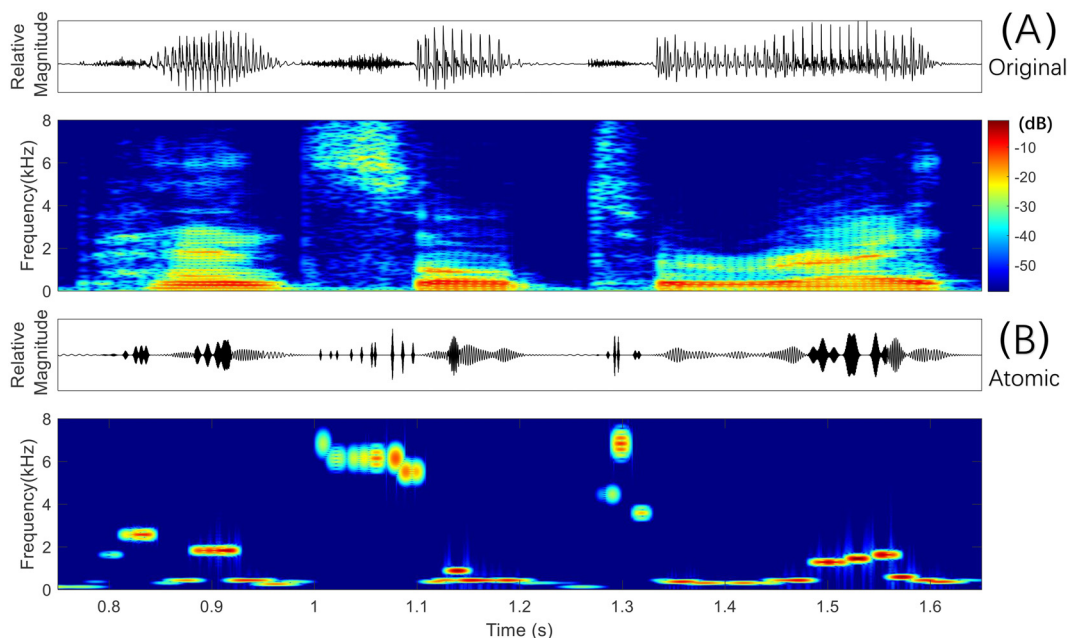 Relative
Magnitude
(A)
Original
Frequency(kHz)
8
6
4
2
0
(dB)
-10
-20
-30
-40
-50
Relative
Magnitude
(B)
Atomic
Frequency(kHz)
8
6
4
2
0
0.8 0.9 1 1.1 1.2 1.3 1.4 1.5 1.6
Time (s)